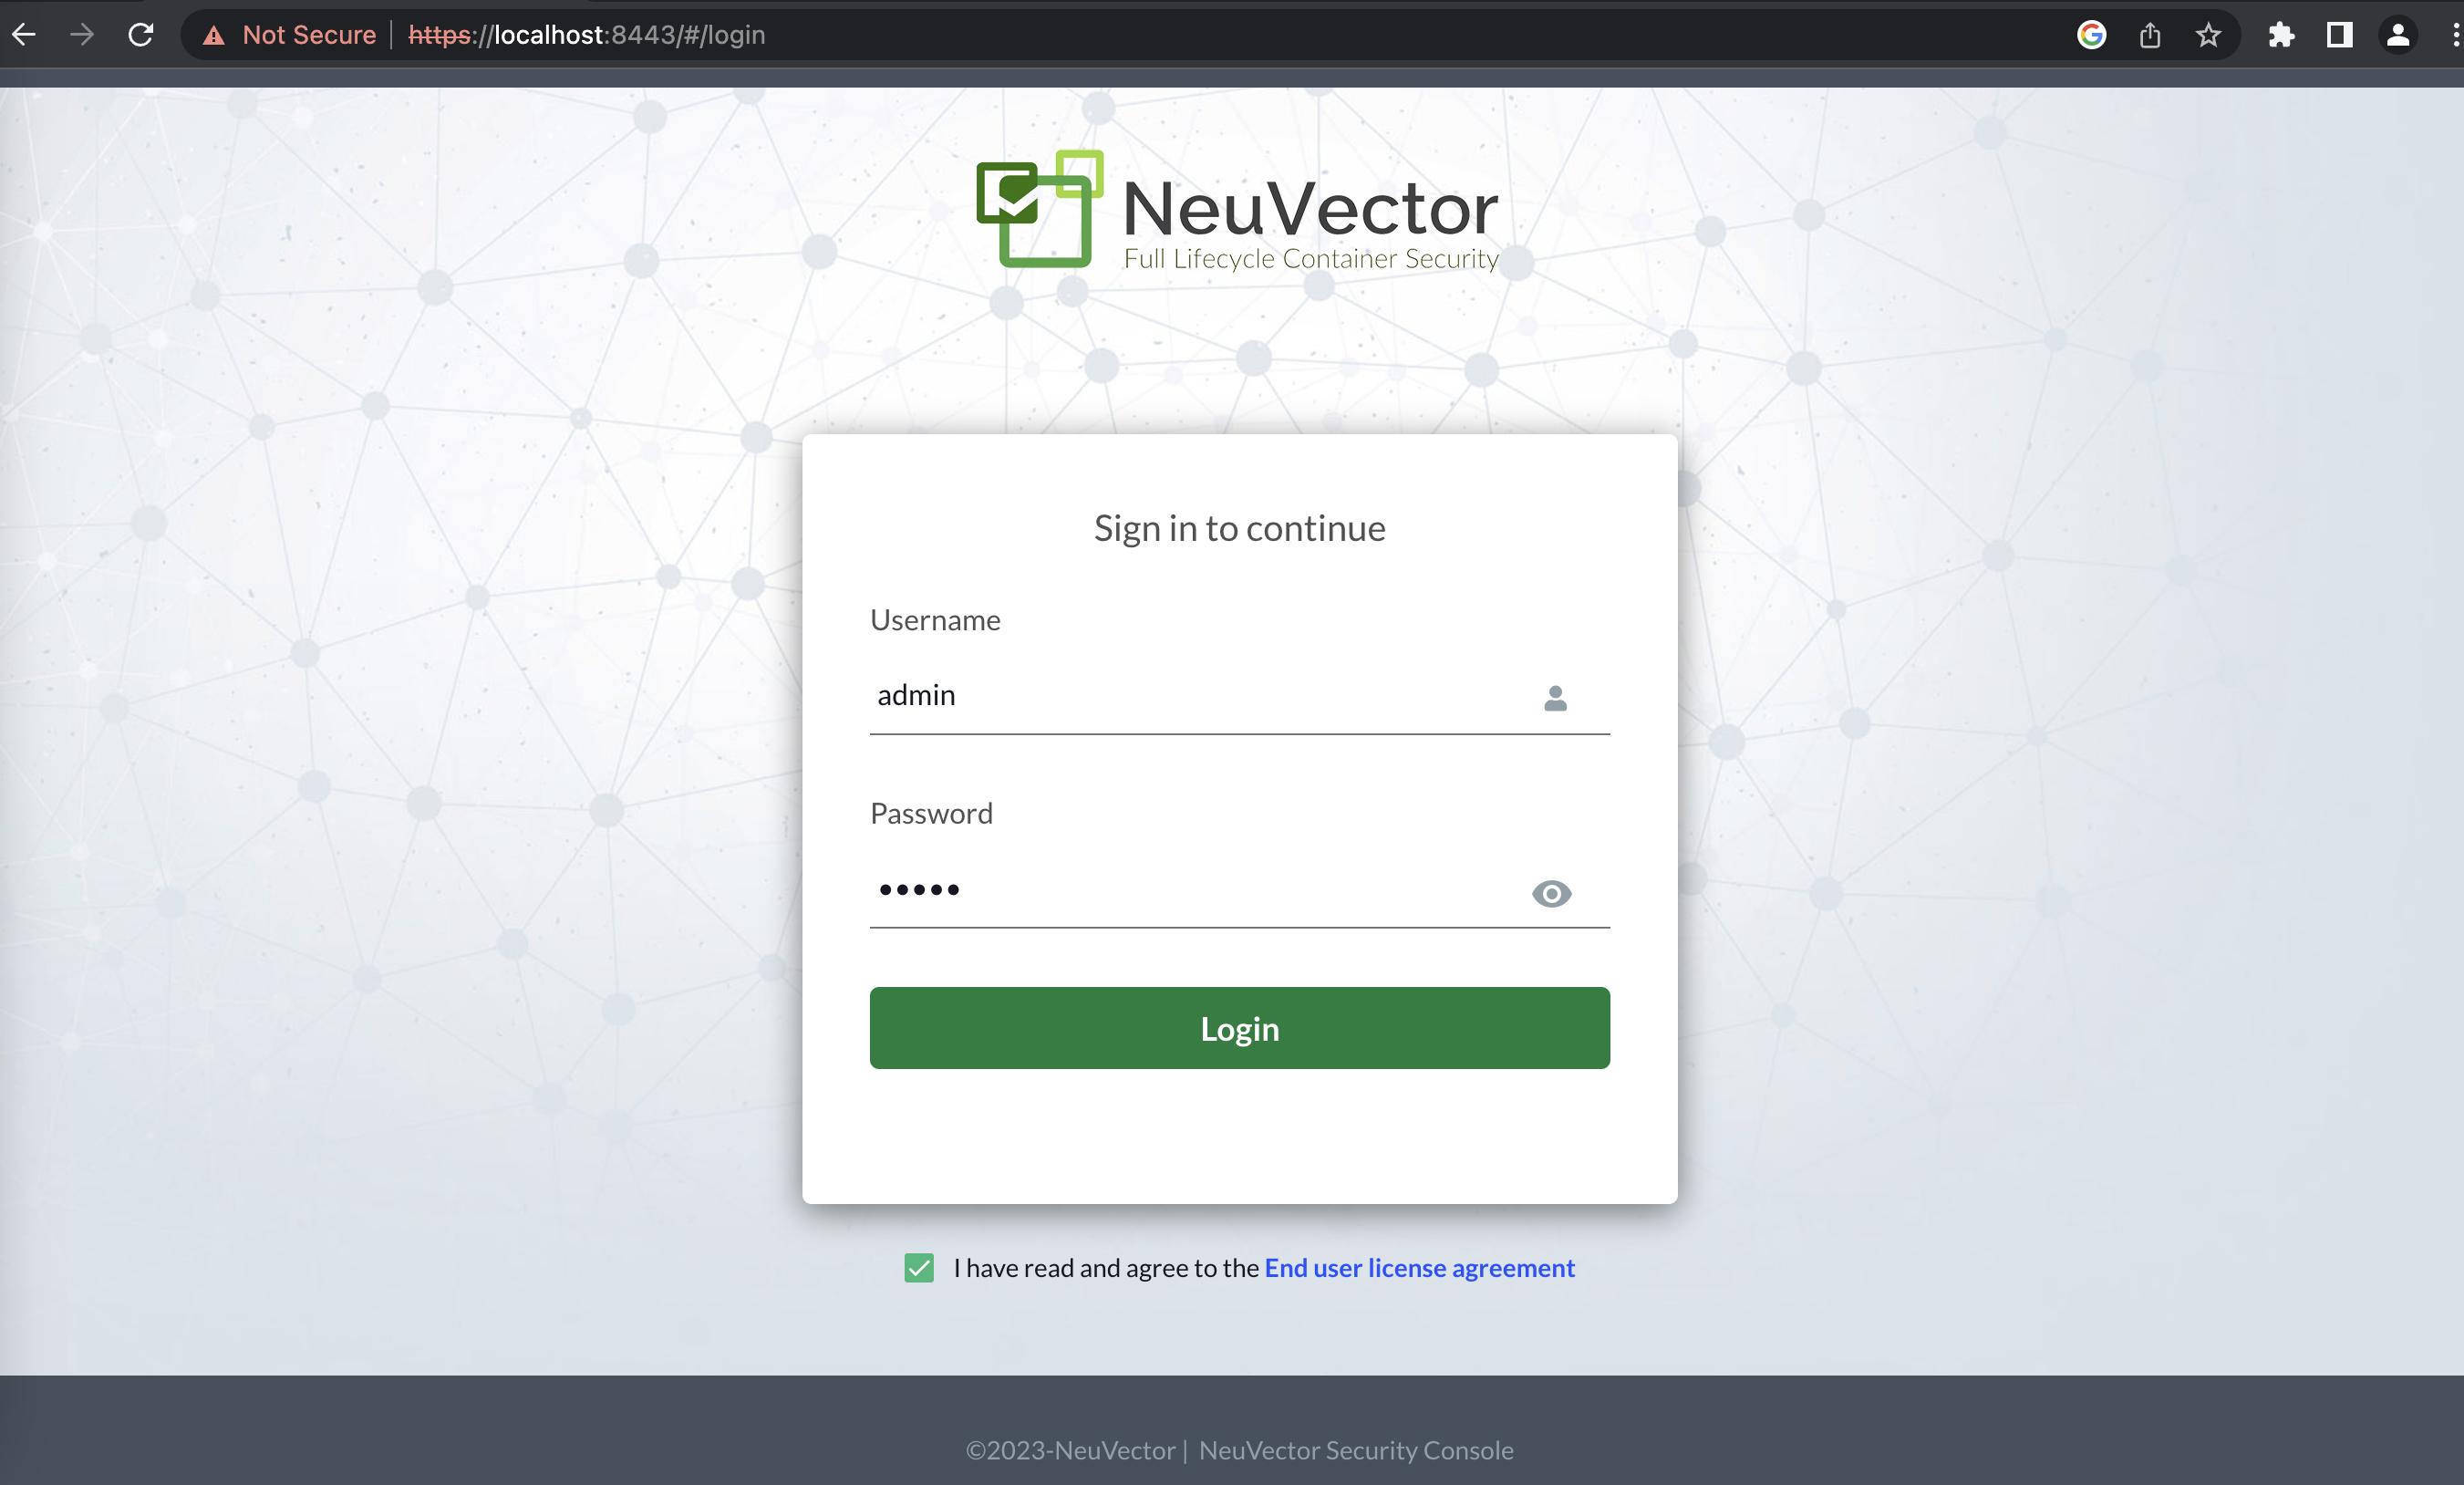 Not Secure | https://localhost:8443/#/login
NeuVector
Full Lifecycle Container Security
Sign in to continue
Username
admin
Password
•••••
Login
I have read and agree to the End user license agreement
©2023-NeuVector | NeuVector Security Console